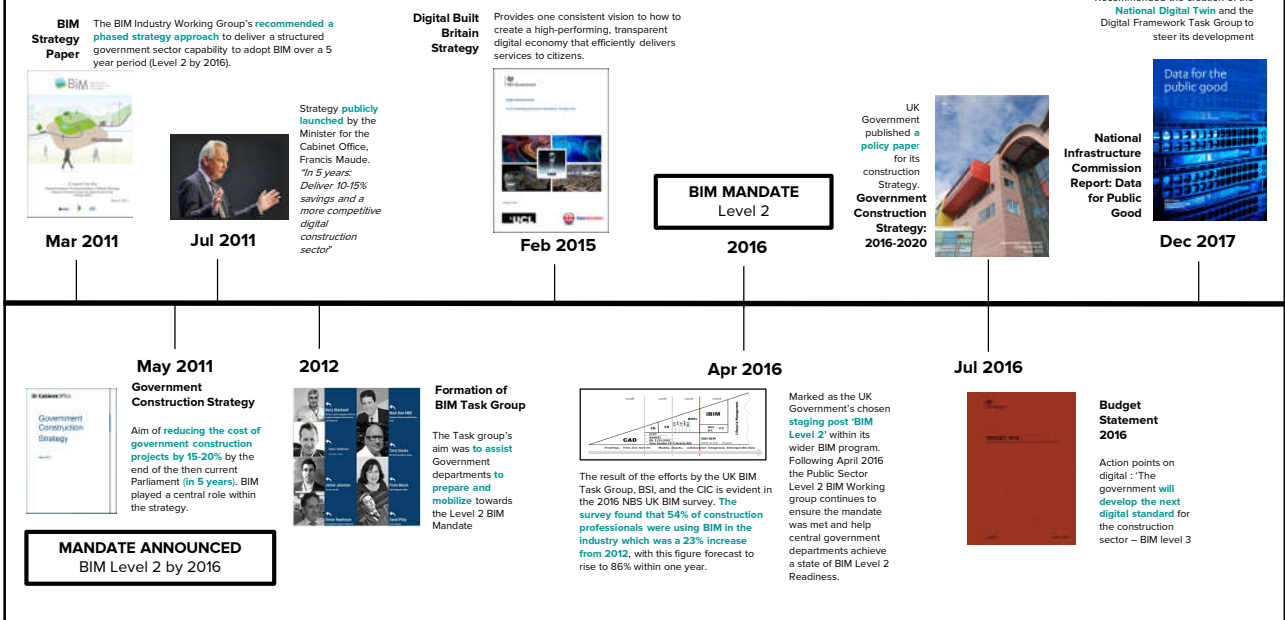 BIM
Strategy
Paper
The BIM Industry Working Group's recommended a
phased strategy approach to deliver a structured
government sector capability to adopt BIM over a 5
year period (Level 2 by 2016).
BiM
Mar 2011
Jul 2011
Strategy publicly
launched by the
Minister for the
Cabinet Office,
Francis Maude.
"In 5 years:
Deliver 10-15%
savings and a
more competitive
digital
construction
sector"
Digital Built
Britain
Strategy
Provides one consistent vision to how to
create a high-performing, transparent
digital economy that efficiently delivers
services to citizens.
UCL
Feb 2015
BIM MANDATE
Level 2
2016
UK
Government
published a
policy paper
for its
construction
Strategy.
Government
Construction
Strategy:
2016-2020
National Digital Twin and the
Digital Framework Task Group to
steer its development
National
Infrastructure
Commission
Report: Data
for Public
Good
Data for the
public good
Dec 2017
May 2011
Cabinet Office
Government
Construction
Strategy
Government
Construction Strategy
Aim of reducing the cost of
government construction
projects by 15-20% by the
end of the then current
Parliament (in 5 years). BIM
played a central role within
the strategy.
MANDATE ANNOUNCED
BIM Level 2 by 2016
2012
Formation of
BIM Task Group
The Task group's
aim was to assist
Government
departments to
prepare and
mobilize towards
the Level 2 BIM
Mandate
Apr 2016
CAD
iBIM
The result of the efforts by the UK BIM
Task Group, BSI, and the CIC is evident in
the 2016 NBS UK BIM survey. The
survey found that 54% of construction
professionals were using BIM in the
industry which was a 23% increase
from 2012, with this figure forecast to
rise to 86% within one year.
Marked as the UK
Government's chosen
staging post 'BIM
Level 2' within its
wider BIM program.
Following April 2016
the Public Sector
Level 2 BIM Working
group continues to
ensure the mandate
was met and help
central government
departments achieve
a state of BIM Level 2
Readiness.
Jul 2016
Budget
Statement
2016
Action points on
digital : 'The
government will
develop the next
digital standard for
the construction
sector – BIM level 3